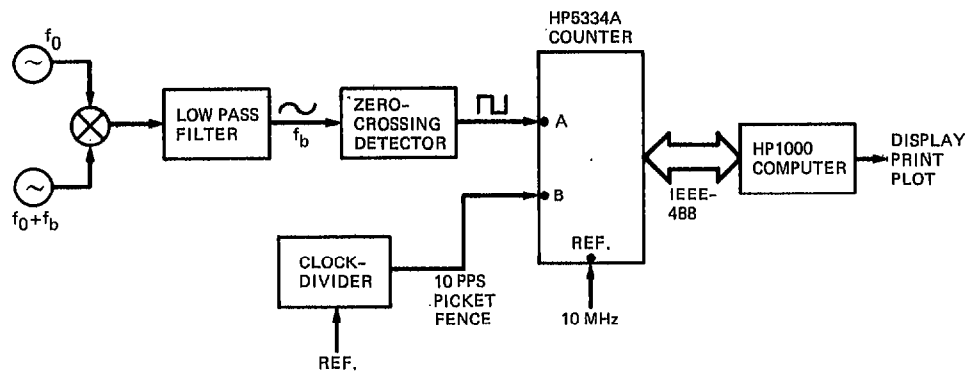 HP5334A
COUNTER
f0
LOW PASS
FILTER
fb
ZERO-
CROSSING
DETECTOR
A
B
f0+fb
CLOCK-
DIVIDER
REF.
10 PPS
PICKET
FENCE
REF.
10 MHz
IEEE-
488
HP1000
COMPUTER
DISPLAY
PRINT
PLOT